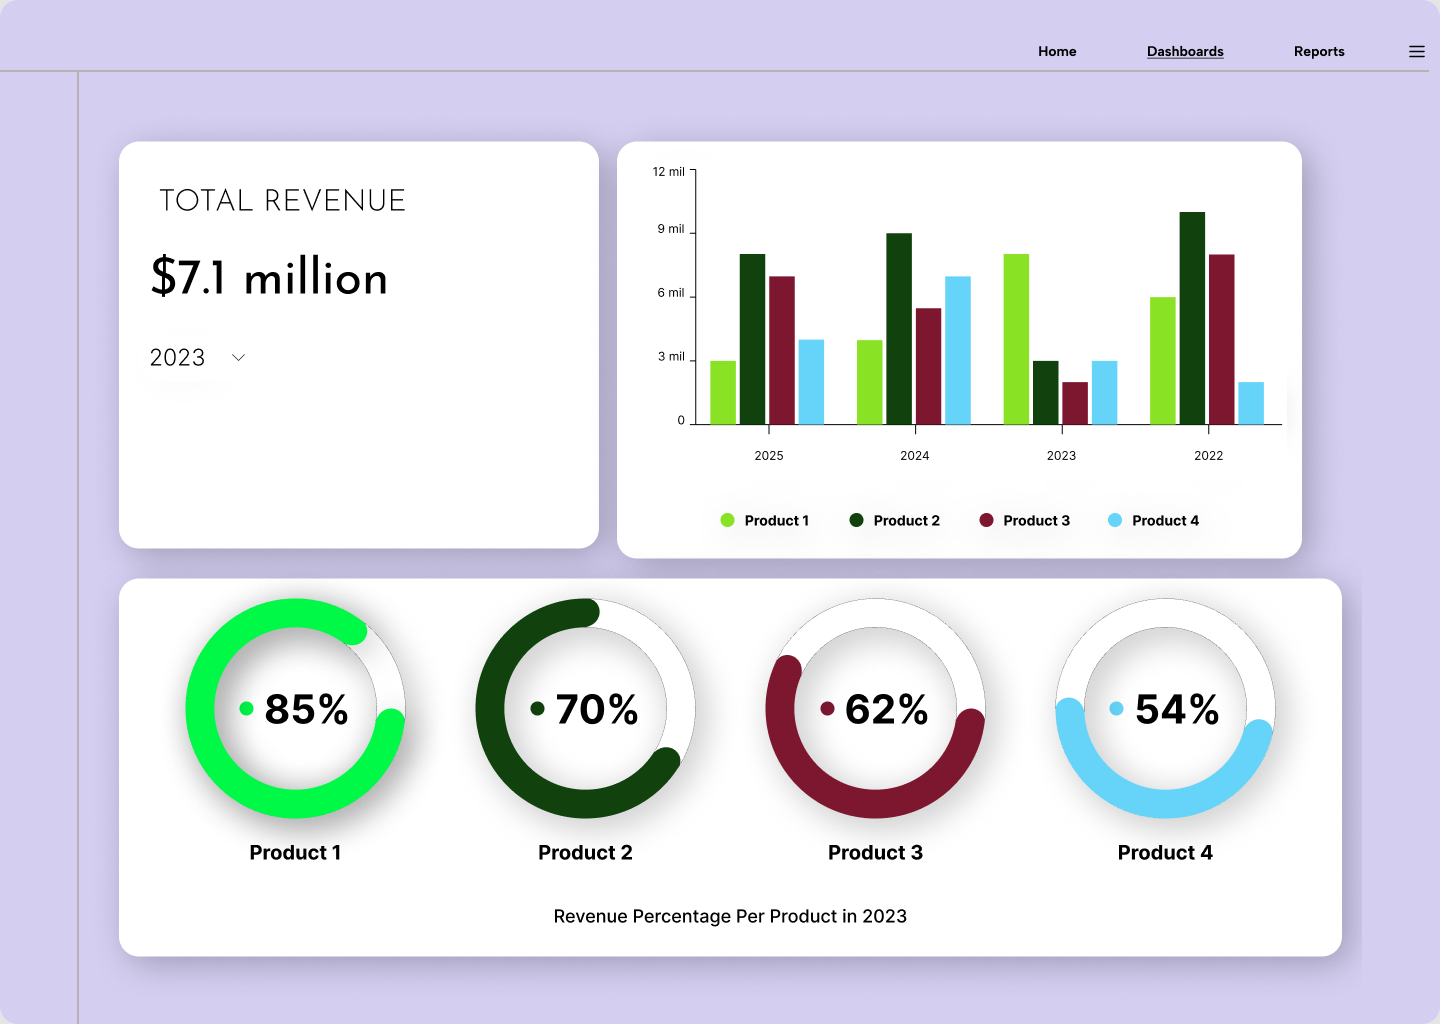 Home Dashboards Reports
TOTAL REVENUE
$7.1 million
2023
12 mil
9 mil
6 mil
3 mil
0
2025 2024 2023 2022
Product 1 Product 2 Product 3 Product 4
85% 70% 62% 54%
Product 1 Product 2 Product 3 Product 4
Revenue Percentage Per Product in 2023